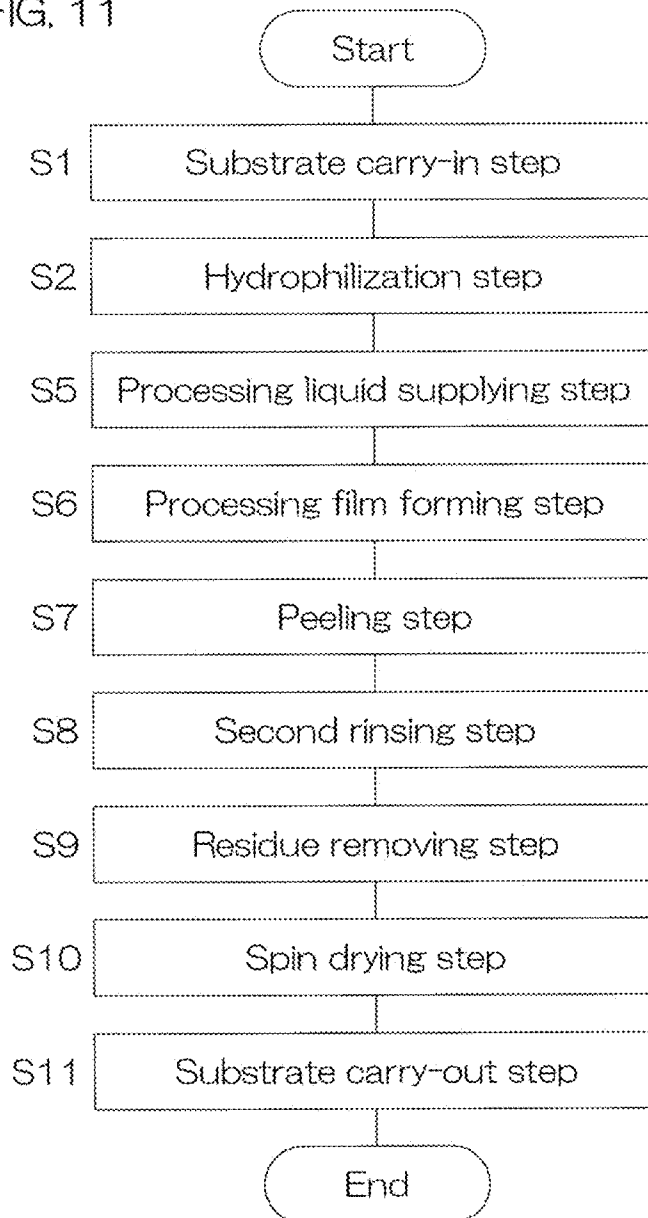 FIG. 11
Start
S1 Substrate carry-in step
S2 Hydrophilization step
S5 Processing liquid supplying step
S6 Processing film forming step
S7 Peeling step
S8 Second rinsing step
S9 Residue removing step
S10 Spin drying step
S11 Substrate carry-out step
End